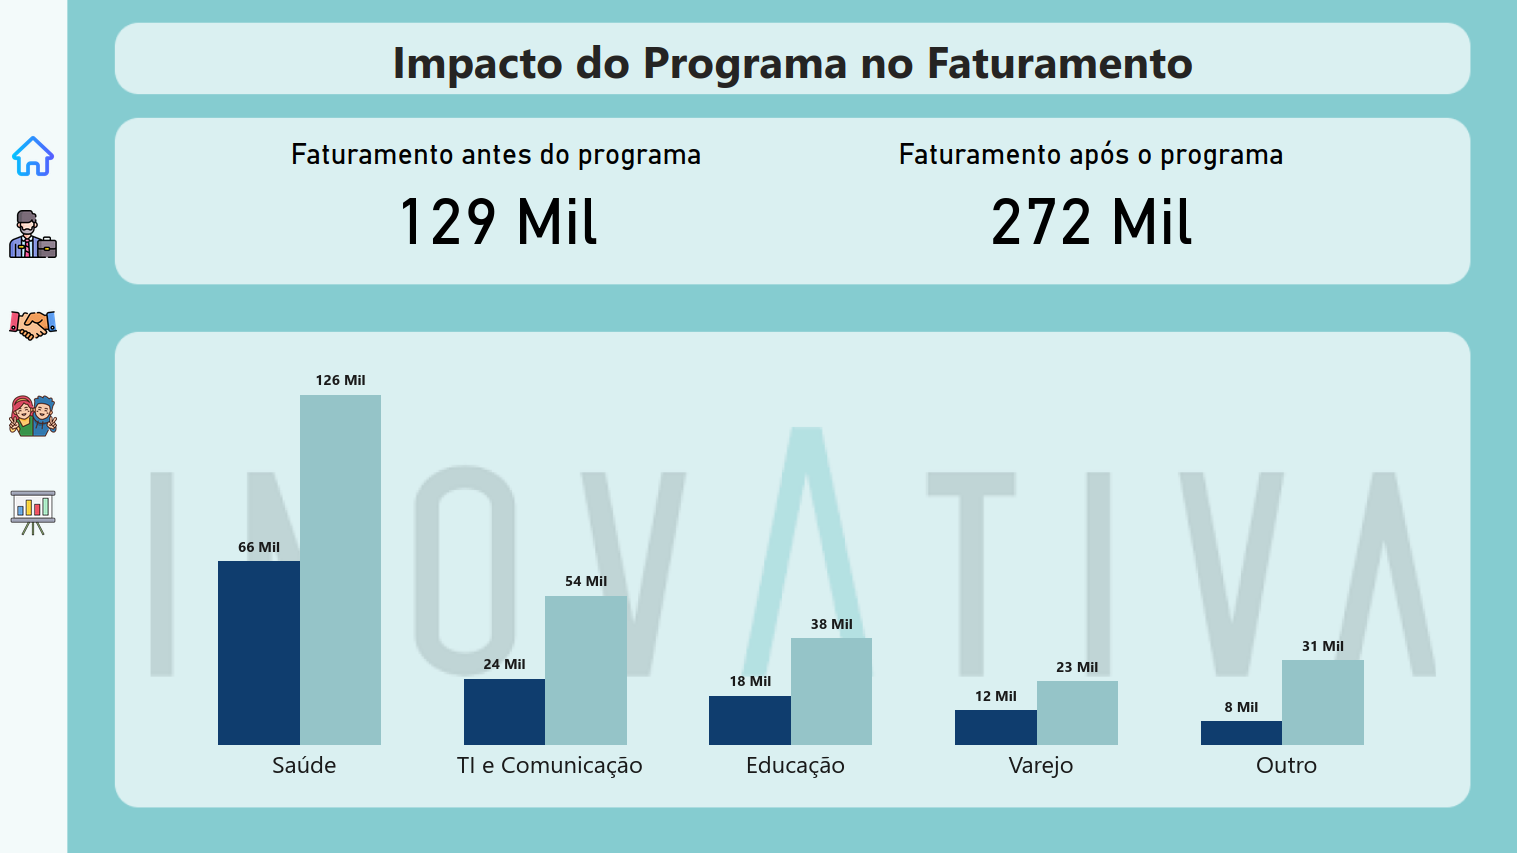 Impacto do Programa no Faturamento
Faturamento antes do programa
129 Mil
Faturamento após o programa
272 Mil
INOVATIVA
66 Mil
126 Mil
24 Mil
54 Mil
18 Mil
38 Mil
12 Mil
23 Mil
8 Mil
31 Mil
Saúde
TI e Comunicação
Educação
Varejo
Outro